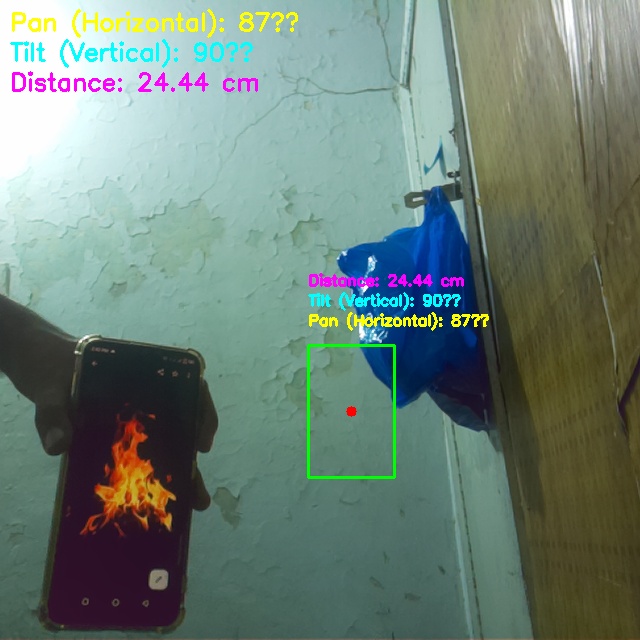 Pan (Horizontal): 87??
Tilt (Vertical): 90??
Distance: 24.44 cm
Distance: 24.44 cm
Tilt (Vertical): 90??
Pan (Horizontal): 87??